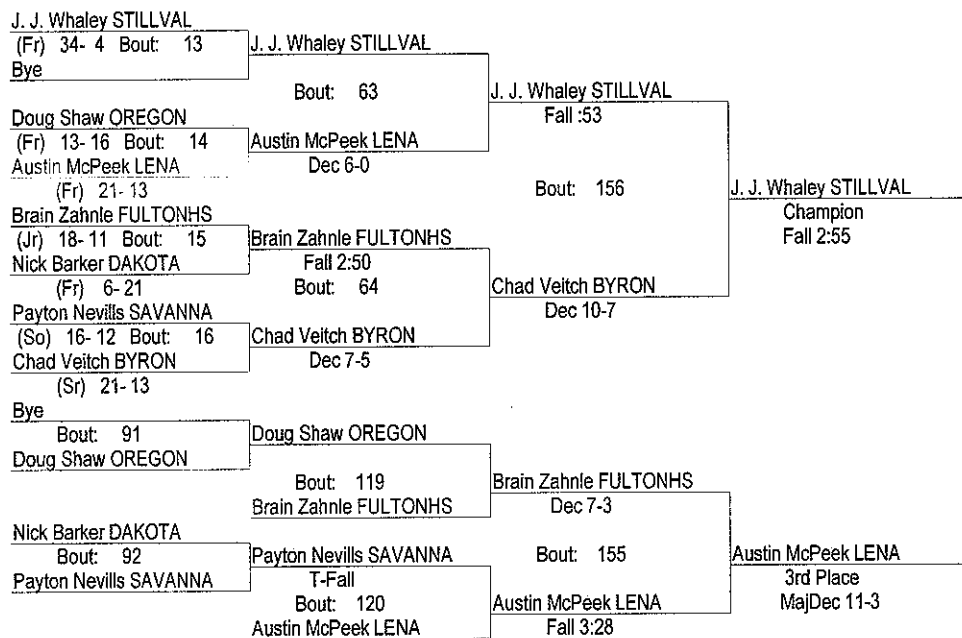 J. J. Whaley STILLVAL
(Fr) 34- 4 Bout: 13
Bye
J. J. Whaley STILLVAL
Bout: 63
Doug Shaw OREGON
(Fr) 13- 16 Bout: 14
Austin McPeek LENA
(Fr) 21- 13
Austin McPeek LENA
Dec 6-0
J. J. Whaley STILLVAL
Fall :53
Bout: 156
Brain Zahnle FULTONHS
(Jr) 18- 11 Bout: 15
Nick Barker DAKOTA
(Fr) 6- 21
Brain Zahnle FULTONHS
Fall 2:50
Bout: 64
Payton Nevills SAVANNA
(So) 16- 12 Bout: 16
Chad Veitch BYRON
(Sr) 21- 13
Chad Veitch BYRON
Dec 7-5
Chad Veitch BYRON
Dec 10-7
J. J. Whaley STILLVAL
Champion
Fall 2:55
Bye
Bout: 91
Doug Shaw OREGON
Doug Shaw OREGON
Bout: 119
Brain Zahnle FULTONHS
Brain Zahnle FULTONHS
Dec 7-3
Bout: 155
Nick Barker DAKOTA
Bout: 92
Payton Nevills SAVANNA
Payton Nevills SAVANNA
T-Fall
Bout: 120
Austin McPeek LENA
Austin McPeek LENA
Fall 3:28
Austin McPeek LENA
3rd Place
MajDec 11-3